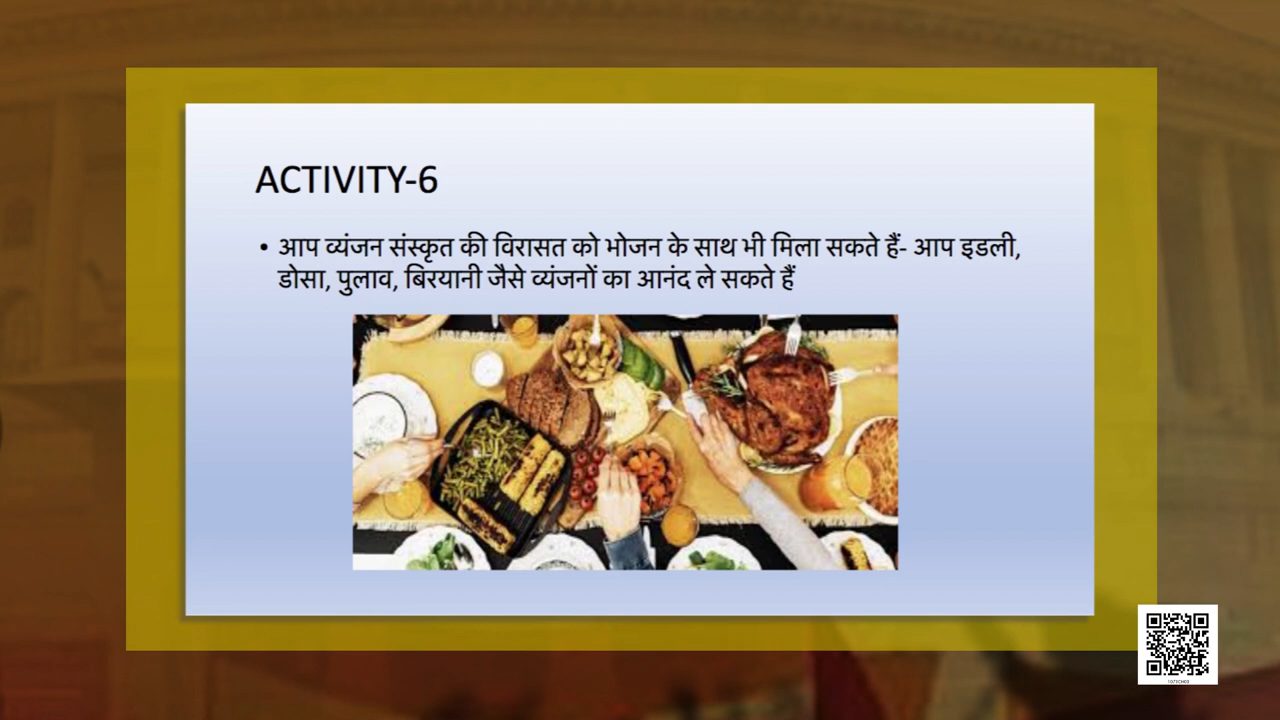 ACTIVITY-6
• आप व्यंजन संस्कृत की विरासत को भोजन के साथ भी मिला सकते हैं- आप इडली,
डोसा, पुलाव, बिरयानी जैसे व्यंजनों का आनंद ले सकते हैं